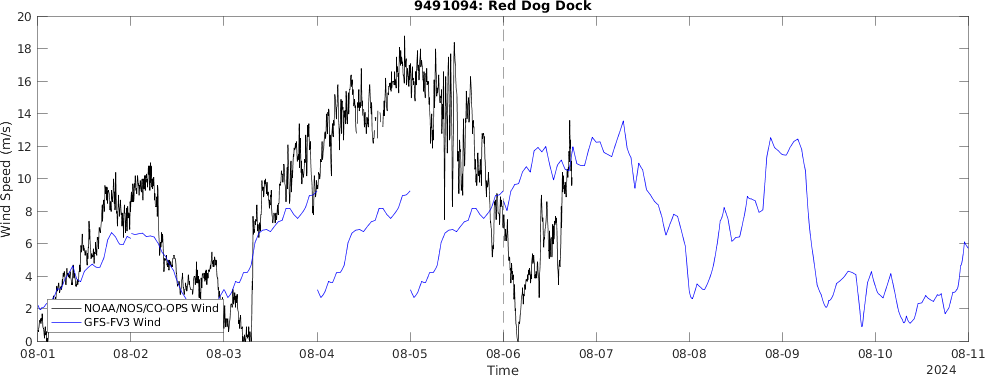 9491094: Red Dog Dock
Wind Speed (m/s)
20
18
16
14
12
10
8
6
4
2
0
NOAA/NOS/CO-OPS Wind
GFS-FV3 Wind
08-01 08-02 08-03 08-04 08-05 08-06 08-07 08-08 08-09 08-10 08-11
Time
2024